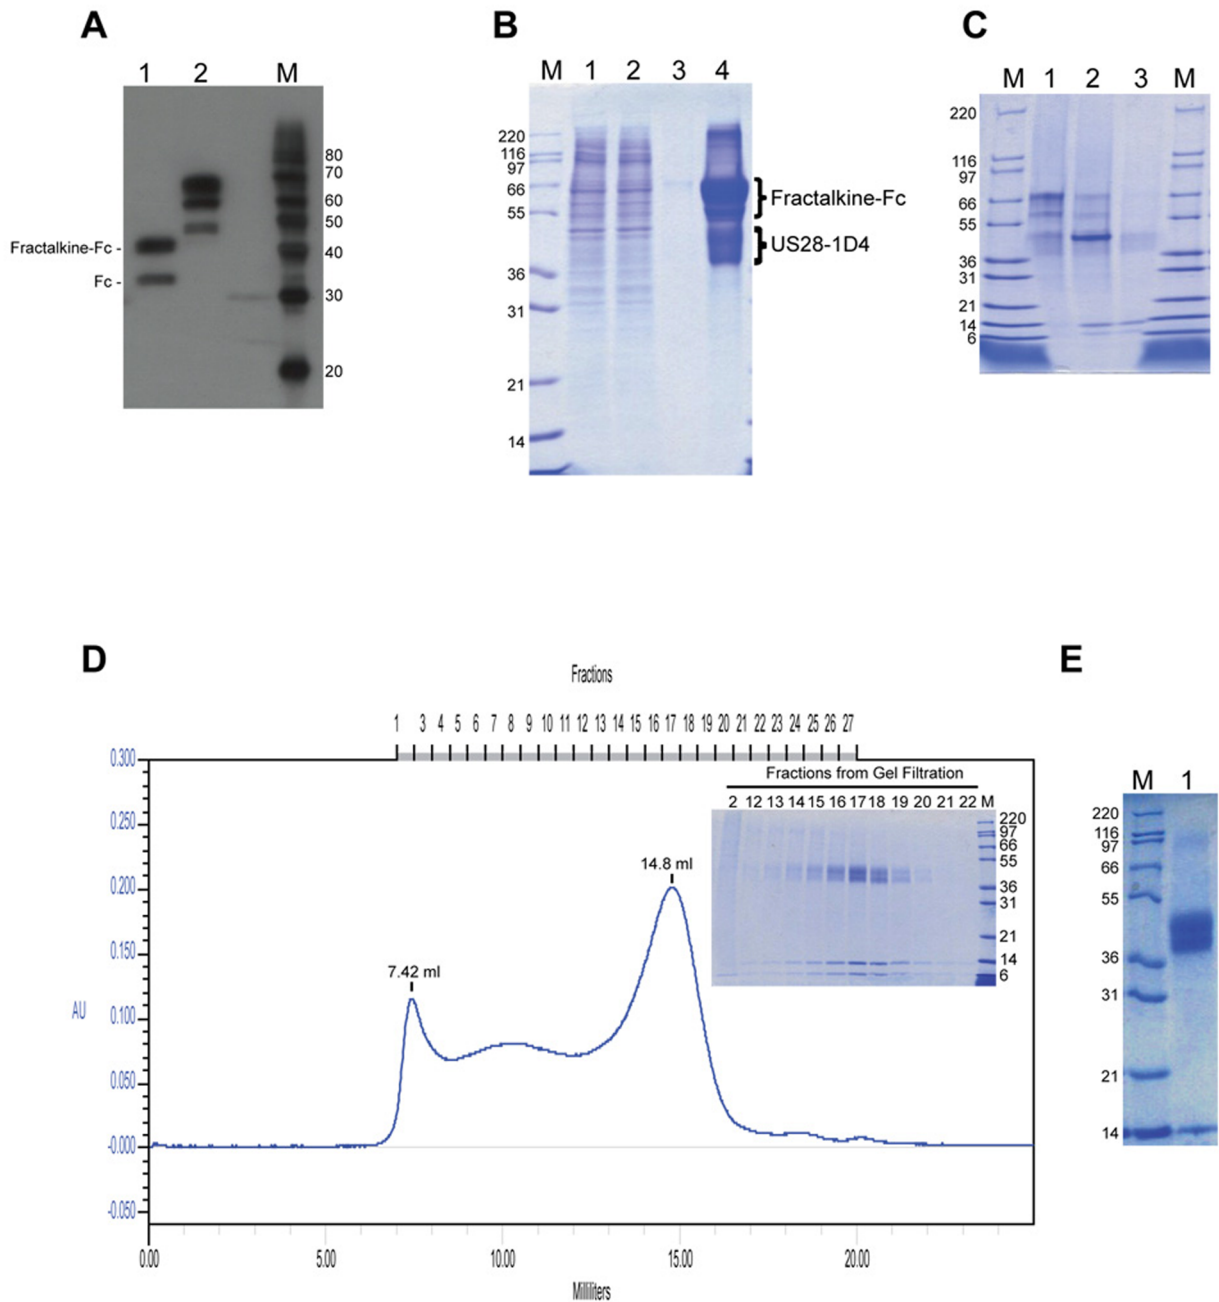 A
1 2 M
80
70
60
50
Fractalkine-Fc -
40
Fc -
30
20
B
M 1 2 3 4
220
116
97
66
55
Fractalkine-Fc
US28-1D4
36
31
21
14
C
M 1 2 3 M
220
116
97
66
55
36
31
21
14
6
D
Fractions
1 3 4 5 6 7 8 9 10 11 12 13 14 15 16 17 18 19 20 21 22 23 24 25 26 27
0.300
0.250
0.200
0.150
0.100
0.050
-0.000
-0.050
AU
7.42 ml
14.8 ml
Fractions from Gel Filtration
2 12 13 14 15 16 17 18 19 20 21 22 M
220
97
66
55
36
31
21
14
6
0.00 5.00 10.00 15.00 20.00
Milliliters
E
M 1
220
116
97
66
55
36
31
21
14